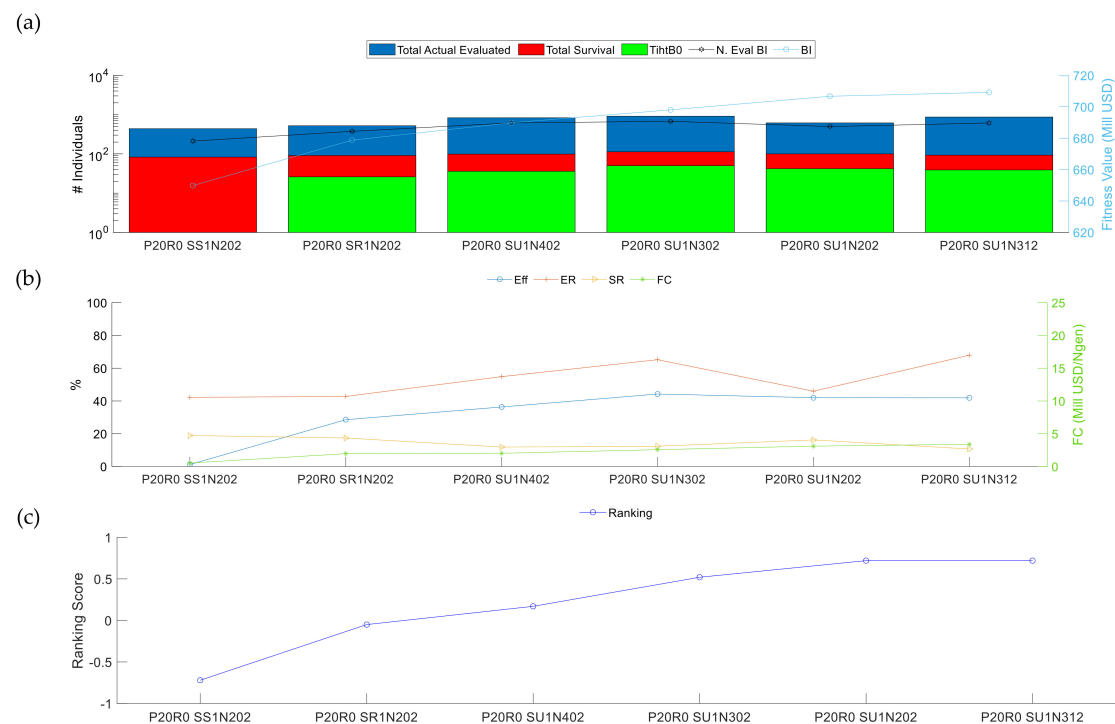 (a)
Total Actual Evaluated Total Survival TihtB0 N. Eval BI BI
10^4
10^2
10^0
# Individuals
720
700
680
660
640
620
Fitness Value (Mill USD)
P20R0 SS1N202 P20R0 SR1N202 P20R0 SU1N402 P20R0 SU1N302 P20R0 SU1N202 P20R0 SU1N312
(b)
Eff ER SR FC
100
80
60
40
20
0
%
25
20
15
10
5
0
FC (Mill USD/Ngen)
P20R0 SS1N202 P20R0 SR1N202 P20R0 SU1N402 P20R0 SU1N302 P20R0 SU1N202 P20R0 SU1N312
(c)
Ranking
1
0.5
0
-0.5
-1
Ranking Score
P20R0 SS1N202 P20R0 SR1N202 P20R0 SU1N402 P20R0 SU1N302 P20R0 SU1N202 P20R0 SU1N312